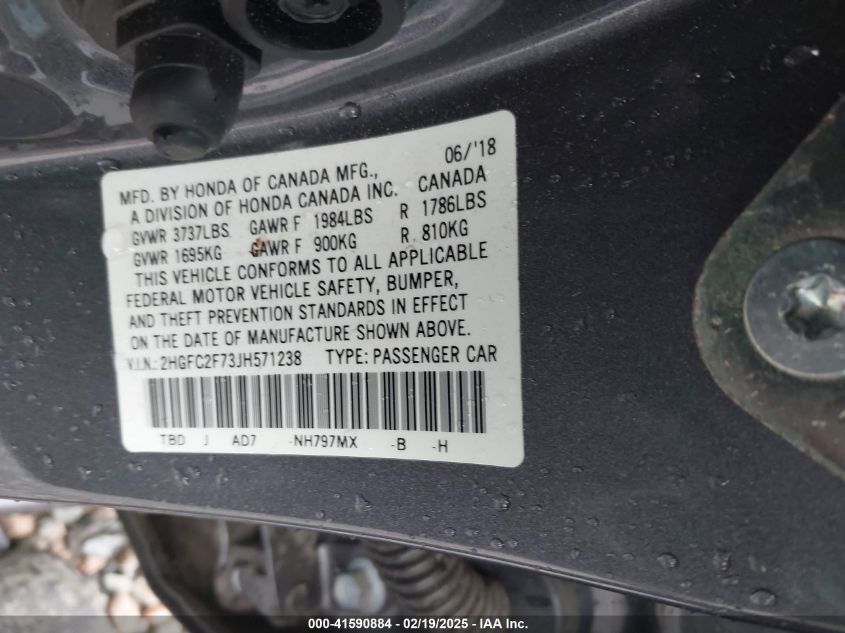 06/'18
MFD. BY HONDA OF CANADA MFG.,
A DIVISION OF HONDA CANADA INC. CANADA
GVWR 3737LBS GAWR F 1984LBS R 1786LBS
GVWR 1695KG GAWR F 900KG R 810KG
THIS VEHICLE CONFORMS TO ALL APPLICABLE
FEDERAL MOTOR VEHICLE SAFETY, BUMPER,
AND THEFT PREVENTION STANDARDS IN EFFECT
ON THE DATE OF MANUFACTURE SHOWN ABOVE.
V.I.N.:2HGFC2F73JH571238 TYPE: PASSENGER CAR
TBD J AD7 -NH797MX -B -H
000-41590884 - 02/19/2025 - IAA Inc.